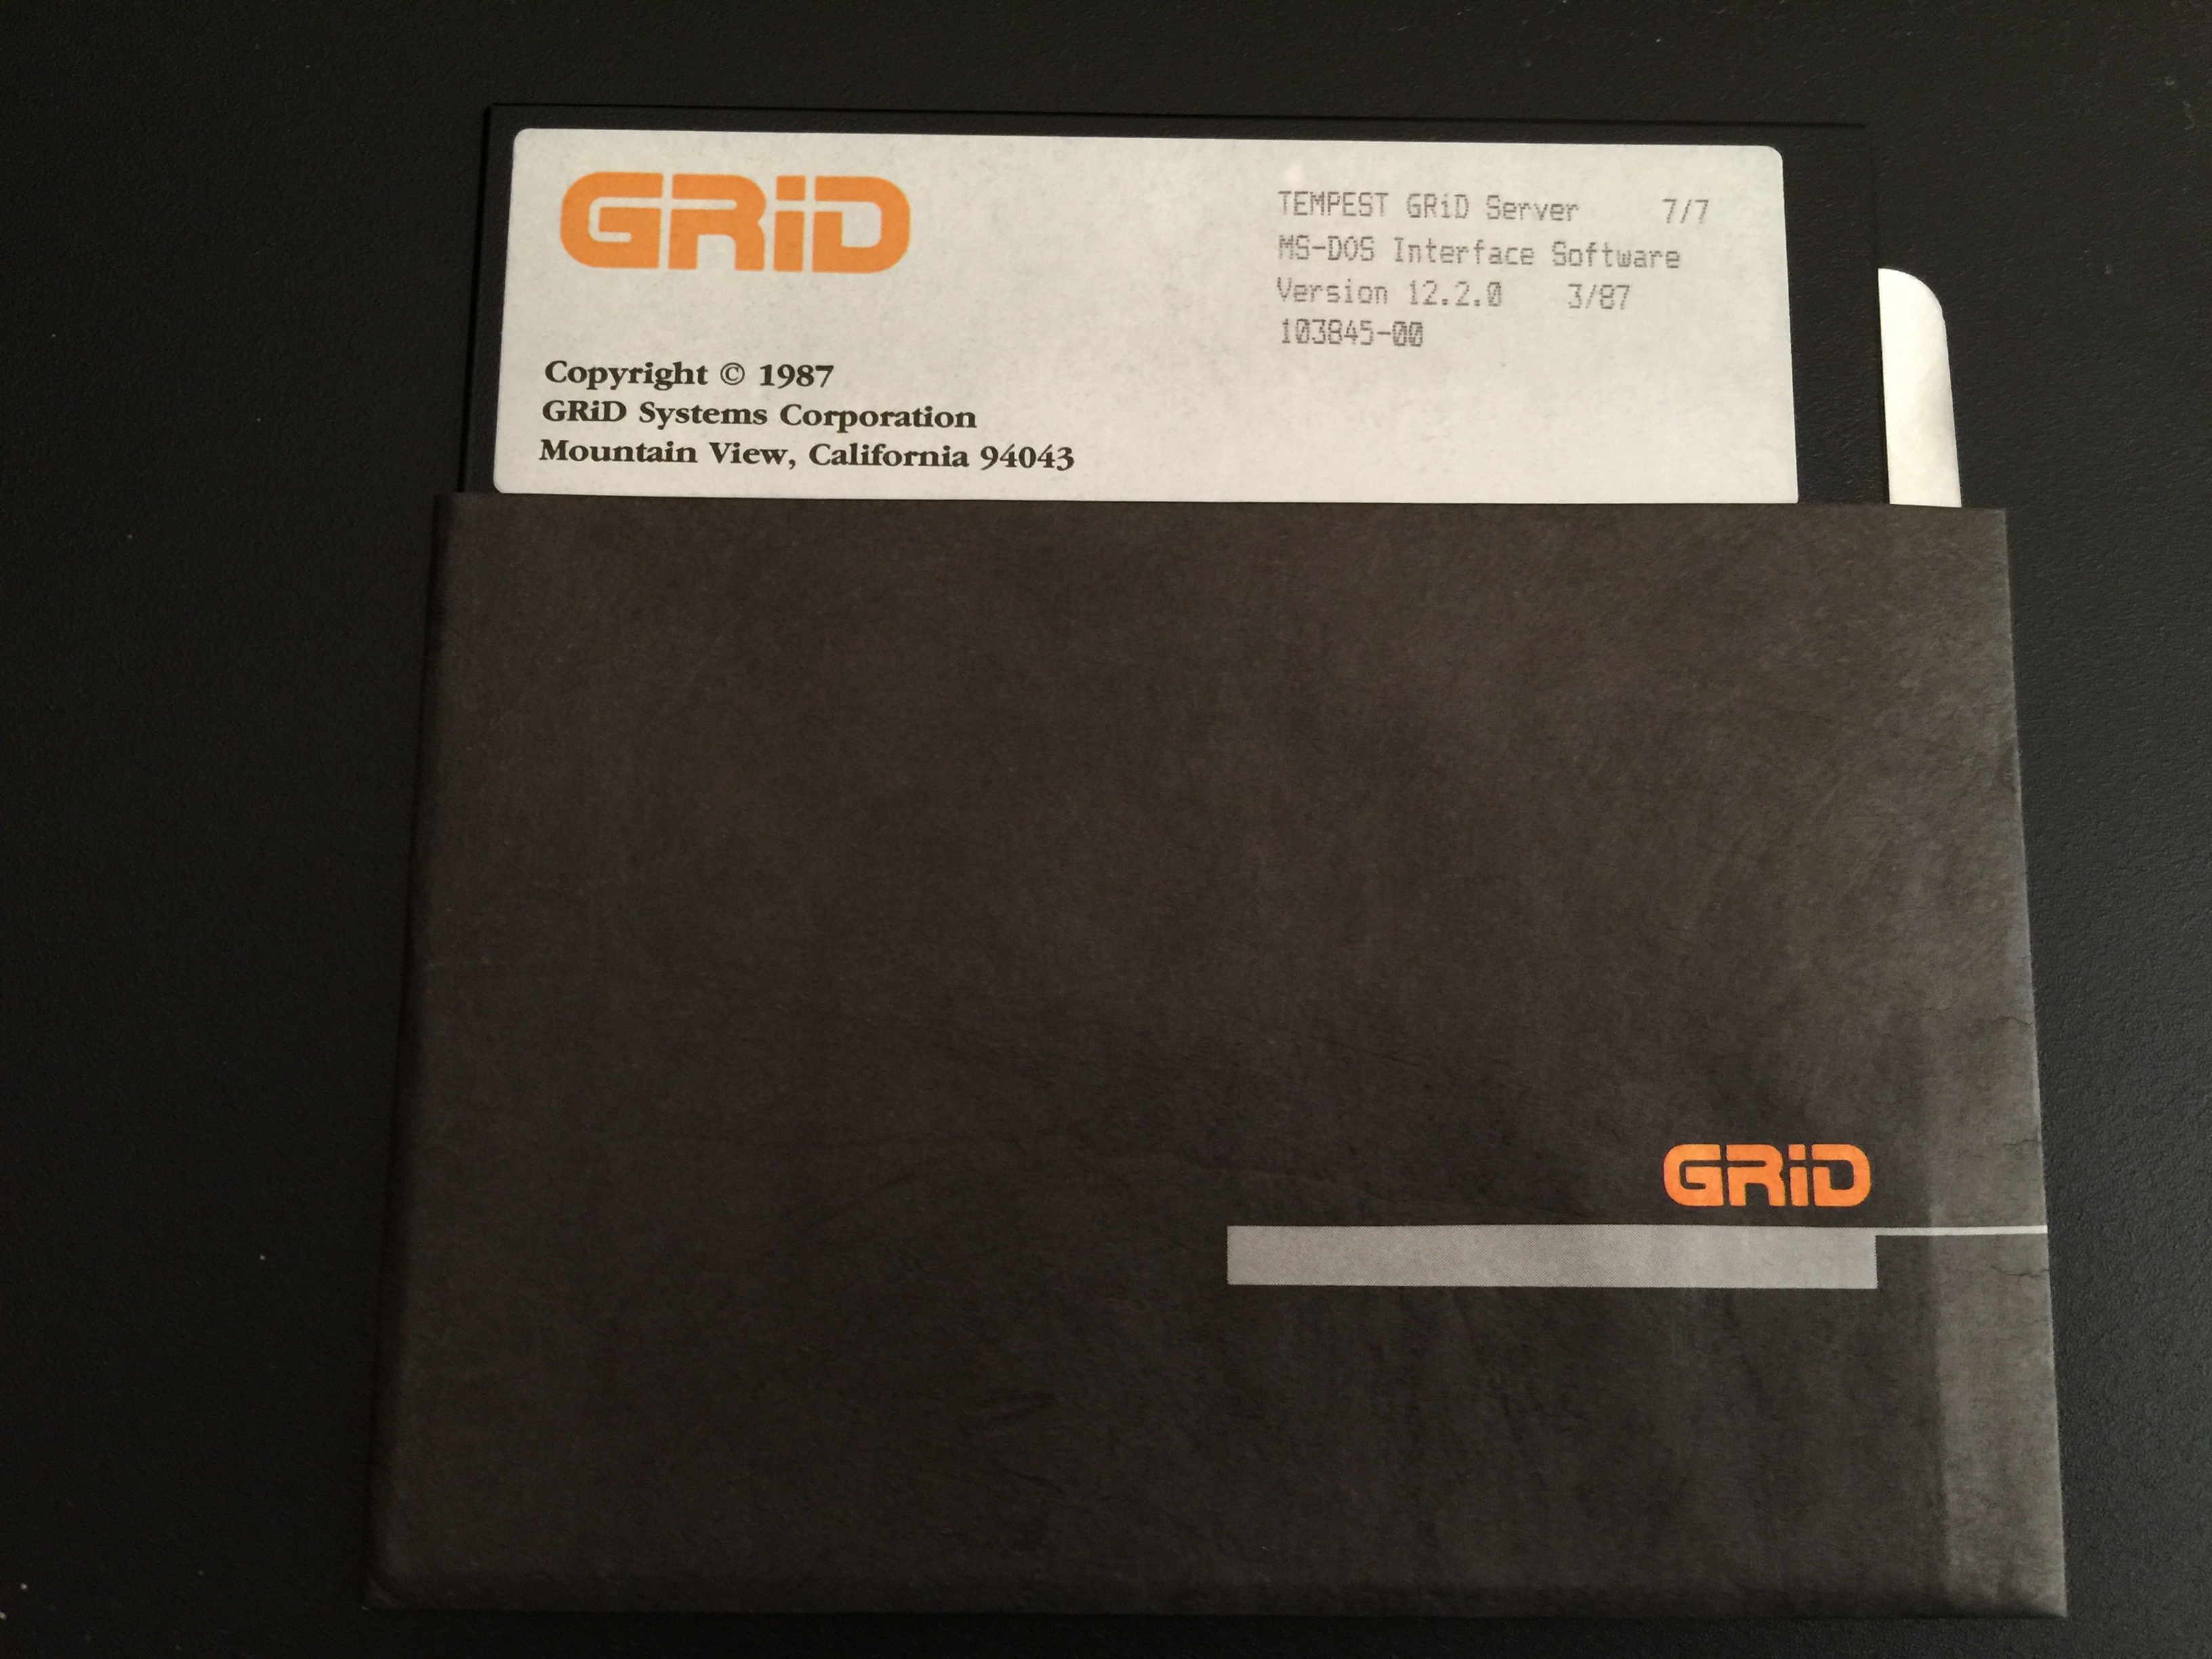 GRiD
TEMPEST GRiD Server 7/7
MS-DOS Interface Software
Version 12.2.0 3/87
103845-00
Copyright © 1987
GRiD Systems Corporation
Mountain View, California 94043
GRiD